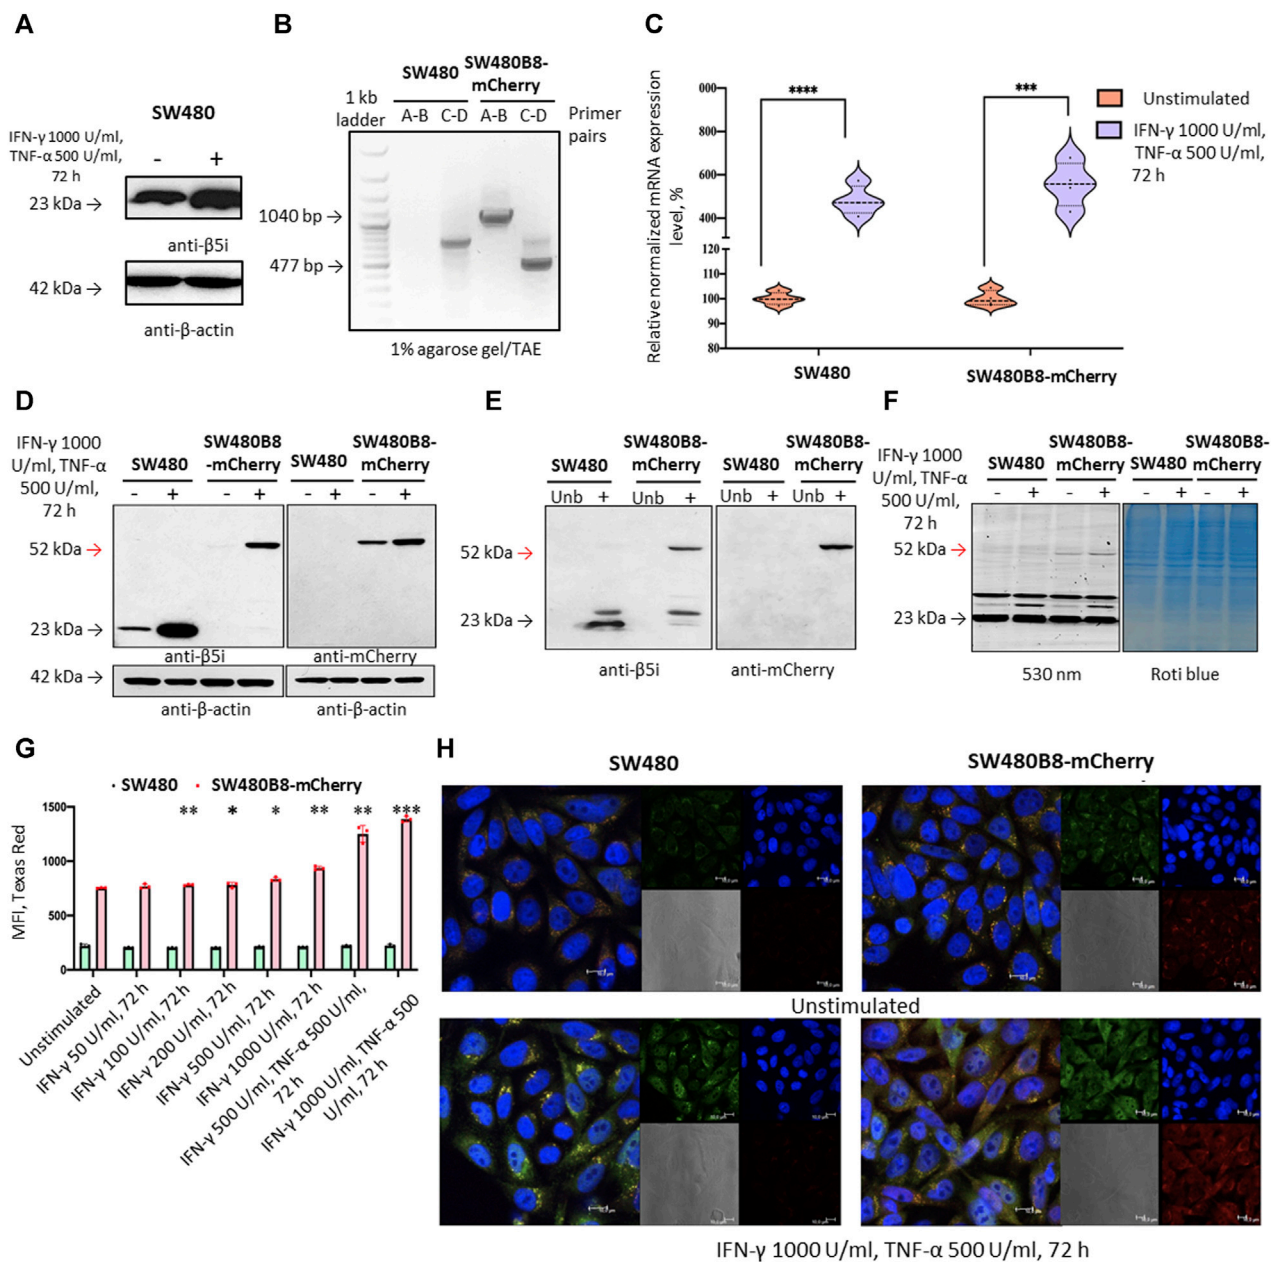 A
SW480
IFN-γ 1000 U/ml,
TNF-α 500 U/ml,
72 h
- +
23 kDa →
anti-β5i
42 kDa →
anti-β-actin
B
SW480
SW480B8-
mCherry
1 kb
ladder
A-B C-D A-B C-D
Primer
pairs
1040 bp →
477 bp →
1% agarose gel/TAE
C
Relative normalized mRNA expression
level, %
000
800
600
400
120
110
100
90
80
****
***
SW480
SW480B8-mCherry
Unstimulated
IFN-γ 1000 U/ml,
TNF-α 500 U/ml,
72 h
D
IFN-γ 1000
U/ml, TNF-α
500 U/ml,
72 h
SW480
SW480B8
-mCherry
SW480
SW480B8-
mCherry
- + - + - + - +
52 kDa →
23 kDa →
anti-β5i
anti-mCherry
42 kDa →
anti-β-actin
anti-β-actin
E
SW480
SW480B8-
mCherry
SW480
SW480B8-
mCherry
Unb + Unb + Unb + Unb +
52 kDa →
23 kDa →
anti-β5i
anti-mCherry
F
IFN-γ 1000
U/ml, TNF-α
500 U/ml,
72 h
SW480
SW480B8-
mCherry
SW480
SW480B8-
mCherry
- + - + - + - +
52 kDa →
23 kDa →
530 nm
Roti blue
G
SW480
SW480B8-mCherry
MFI, Texas Red
1500
1000
500
0
** * * ** ** ***
Unstimulated
IFN-γ 50 U/ml, 72 h
IFN-γ 100 U/ml, 72 h
IFN-γ 200 U/ml, 72 h
IFN-γ 500 U/ml, 72 h
IFN-γ 1000 U/ml, 72 h
IFN-γ 500 U/ml, TNF-α 500 U/ml,
72 h
IFN-γ 1000 U/ml, TNF-α 500
U/ml, 72 h
H
SW480
SW480B8-mCherry
Unstimulated
IFN-γ 1000 U/ml, TNF-α 500 U/ml, 72 h